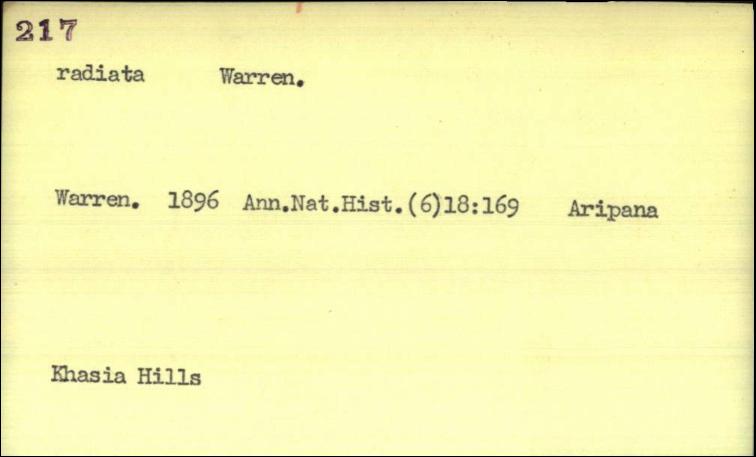 217
radiata Warren.
Warren. 1896 Ann.Nat.Hist.(6)18:169 Aripana
Khasia Hills